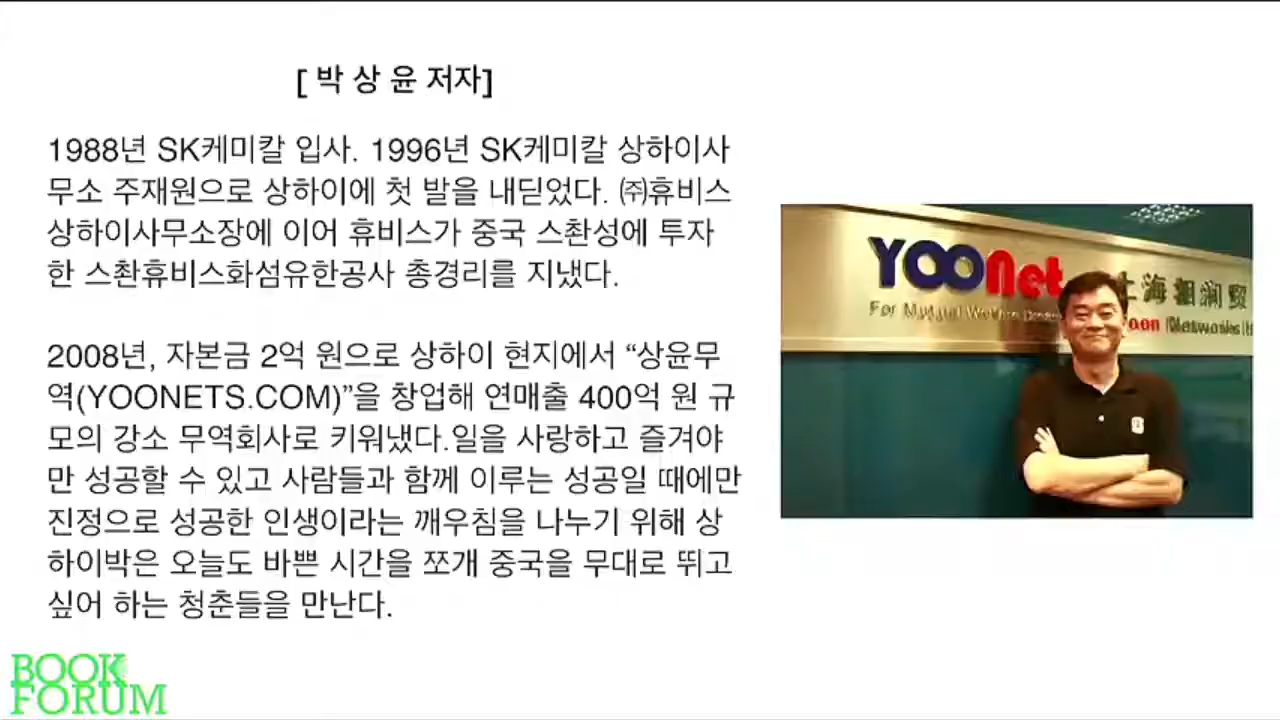 [ 박 상 윤 저자]
1988년 SK케미칼 입사. 1996년 SK케미칼 상하이사
무소 주재원으로 상하이에 첫 발을 내딛었다. ㈜휴비스
상하이사무소장에 이어 휴비스가 중국 스촨성에 투자
한 스촨휴비스화섬유한공사 총경리를 지냈다.
2008년, 자본금 2억 원으로 상하이 현지에서 “상윤무
역(YOONETS.COM)”을 창업해 연매출 400억 원 규
모의 강소 무역회사로 키워냈다.일을 사랑하고 즐겨야
만 성공할 수 있고 사람들과 함께 이루는 성공일 때에만
진정으로 성공한 인생이라는 깨우침을 나누기 위해 상
하이박은 오늘도 바쁜 시간을 쪼개 중국을 무대로 뛰고
싶어 하는 청춘들을 만난다.
YOONet
上海相润贸
For Mutual
oon Networks
BOOK
FORUM